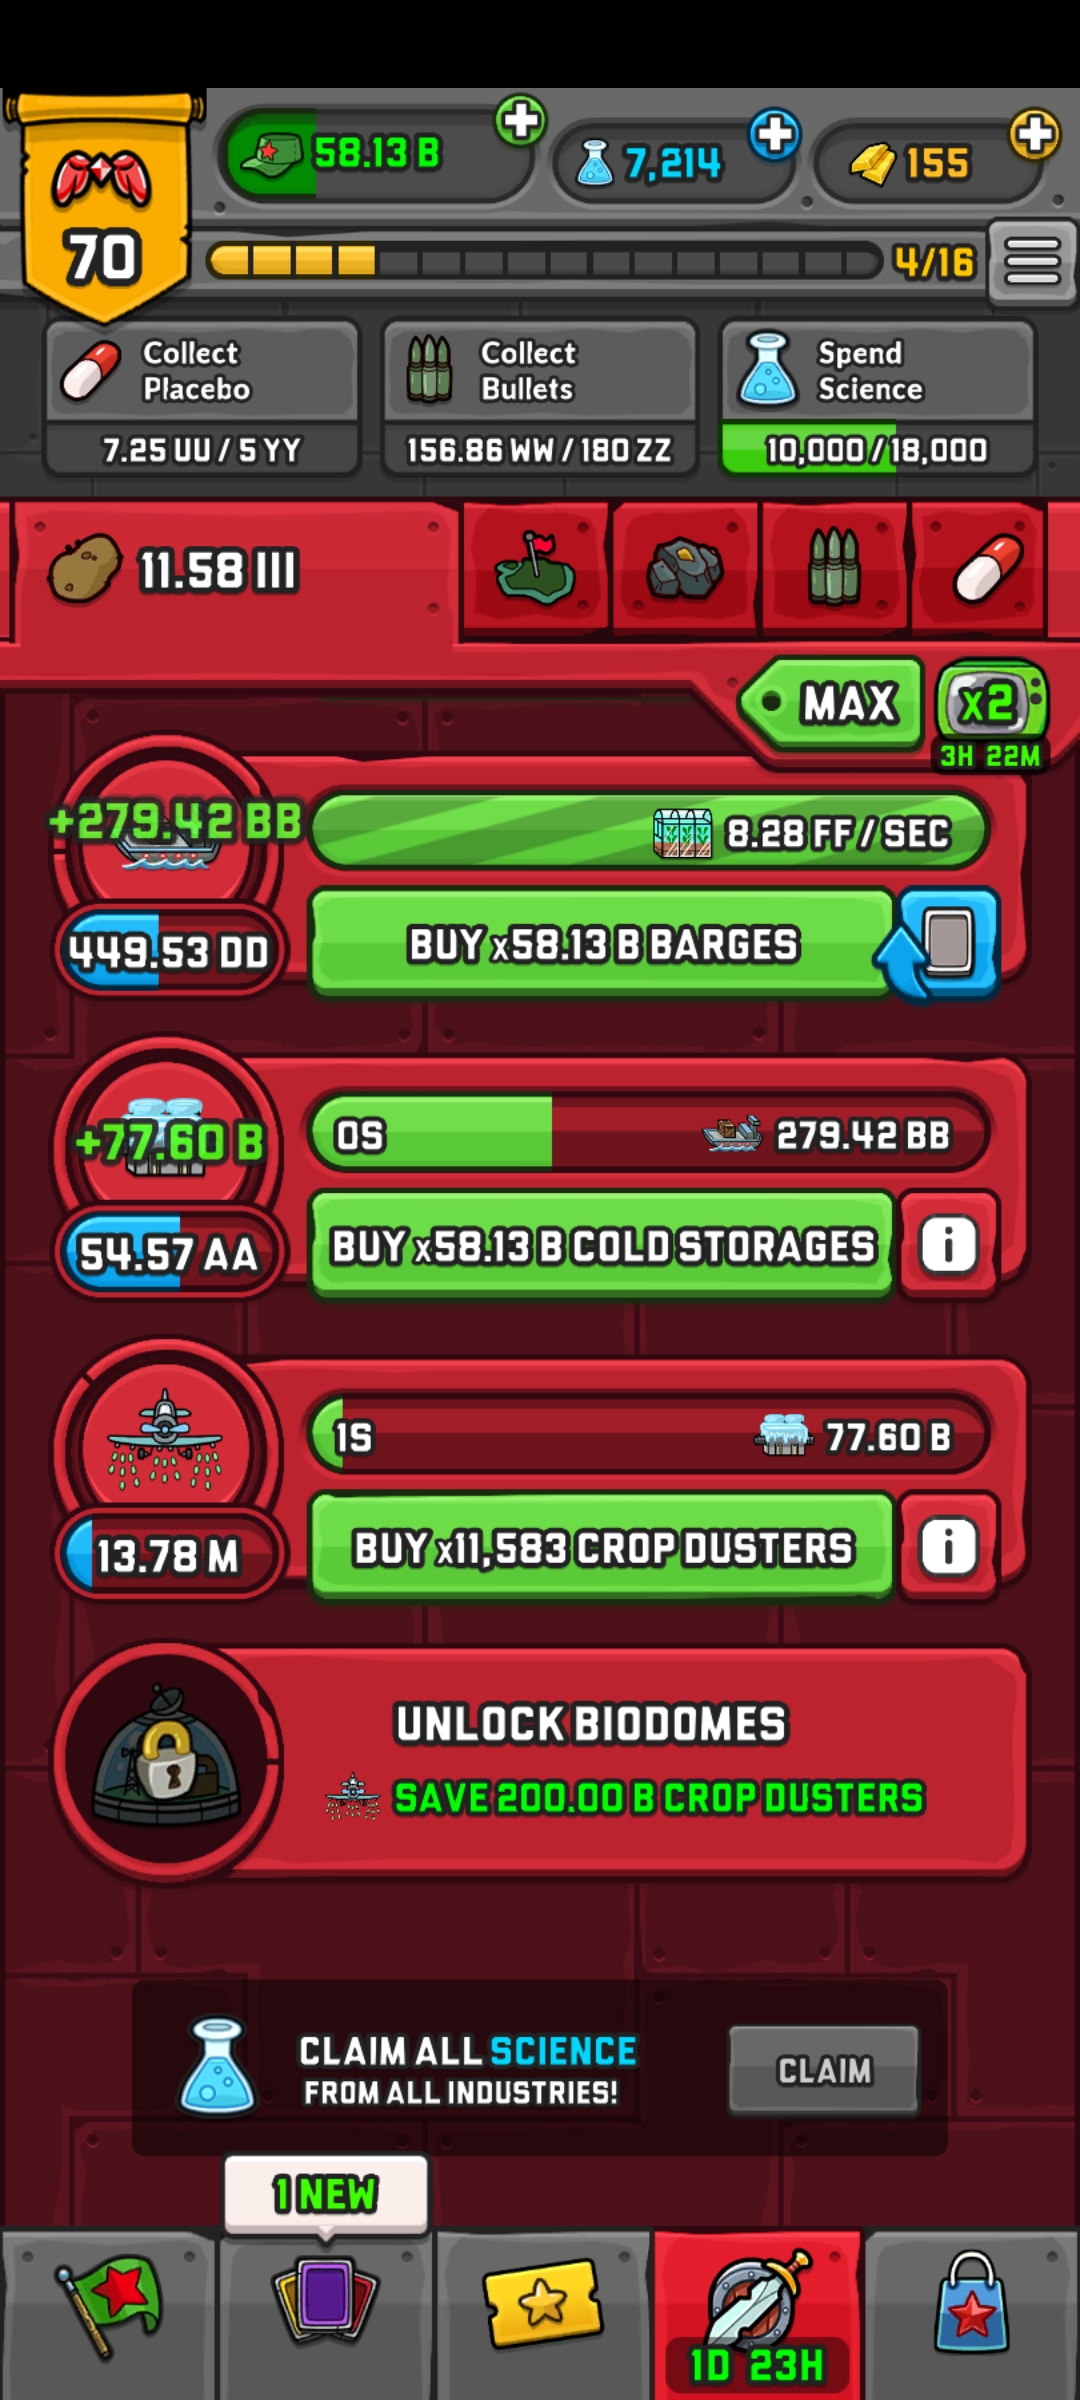 70
58.13 B
7,214
155
4/16
Collect
Placebo
7.25 UU / 5 YY
Collect
Bullets
156.86 WW / 180 ZZ
Spend
Science
10,000 / 18,000
11.58 III
MAX
x2
3H 22M
+279.42 BB
8.28 FF / SEC
449.53 DD
BUY x58.13 B BARGES
+77.60 B
0S
279.42 BB
54.57 AA
BUY x58.13 B COLD STORAGES
i
1S
77.60 B
13.78 M
BUY x11,583 CROP DUSTERS
i
UNLOCK BIODOMES
SAVE 200.00 B CROP DUSTERS
CLAIM ALL SCIENCE
FROM ALL INDUSTRIES!
CLAIM
1 NEW
1D 23H